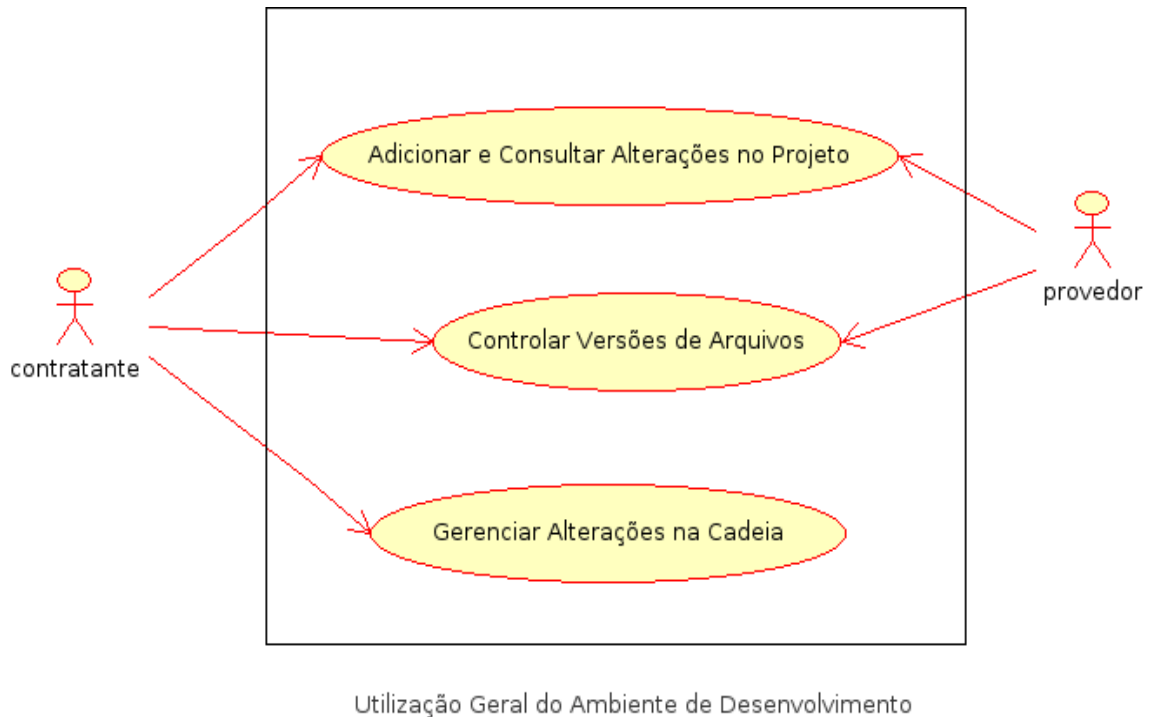 Adicionar e Consultar Alterações no Projeto
provedor
Controlar Versões de Arquivos
contratante
Gerenciar Alterações na Cadeia
Utilização Geral do Ambiente de Desenvolvimento